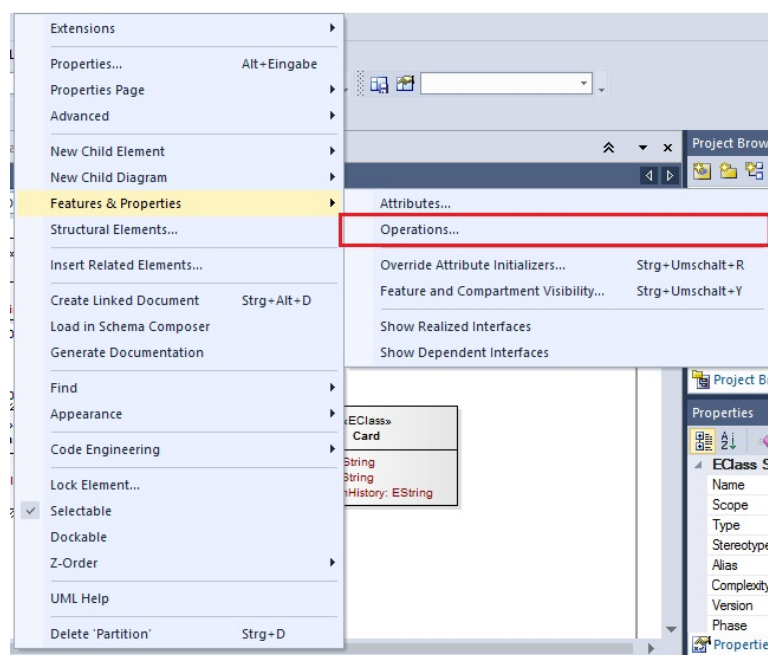 Extensions
Properties... Alt+Eingabe
Properties Page
Advanced
New Child Element
New Child Diagram
Features & Properties
Structural Elements...
Insert Related Elements...
Create Linked Document Strg+Alt+D
Load in Schema Composer
Generate Documentation
Find
Appearance
Code Engineering
Lock Element...
Selectable
Dockable
Z-Order
UML Help
Delete 'Partition' Strg+D
Attributes...
Operations...
Override Attribute Initializers... Strg+Umschalt+R
Feature and Compartment Visibility... Strg+Umschalt+Y
Show Realized Interfaces
Show Dependent Interfaces
«EClass»
Card
String
String
nHistory: EString
Project Brow
Project B
Properties
EClass S
Name
Scope
Type
Stereotype
Alias
Complexity
Version
Phase
Propertie